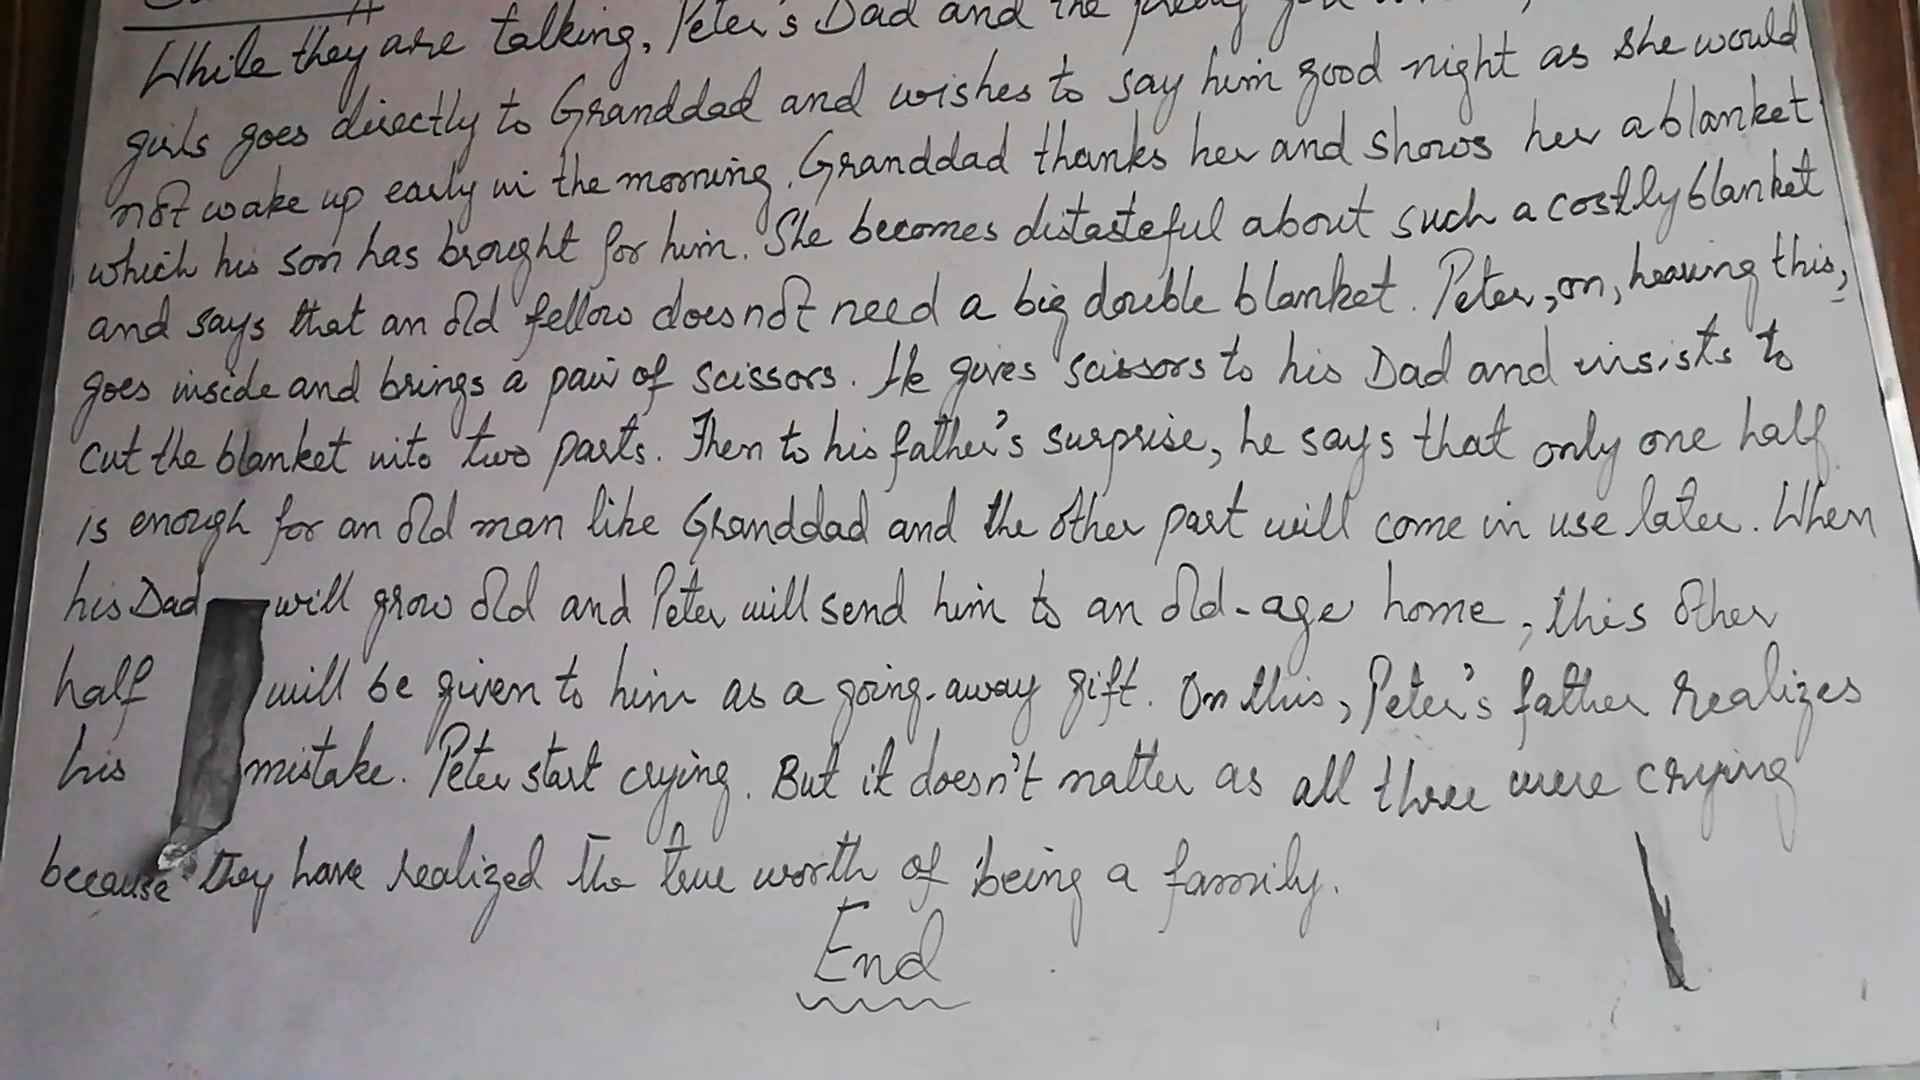 While they are talking, Peter's Dad and the
girls goes directly to Granddad and wishes to say him good night as she would
not wake up early in the morning. Granddad thanks her and shows her a blanket
which his son has brought for him. She becomes distasteful about such a costly blanket
and says that an old fellow does not need a big double blanket. Peter, on, hearing this,
goes inside and brings a pair of scissors. He gives scissors to his Dad and insists to
cut the blanket into two parts. Then to his father's surprise, he says that only one half
is enough for an old man like Granddad and the other part will come in use later. When
his Dad will grow old and Peter will send him to an old-age home, this other
half will be given to him as a going-away gift. On this, Peter's father realizes
his mistake. Peter start crying. But it doesn't matter as all three were crying
because they have realized the true worth of being a family.
End